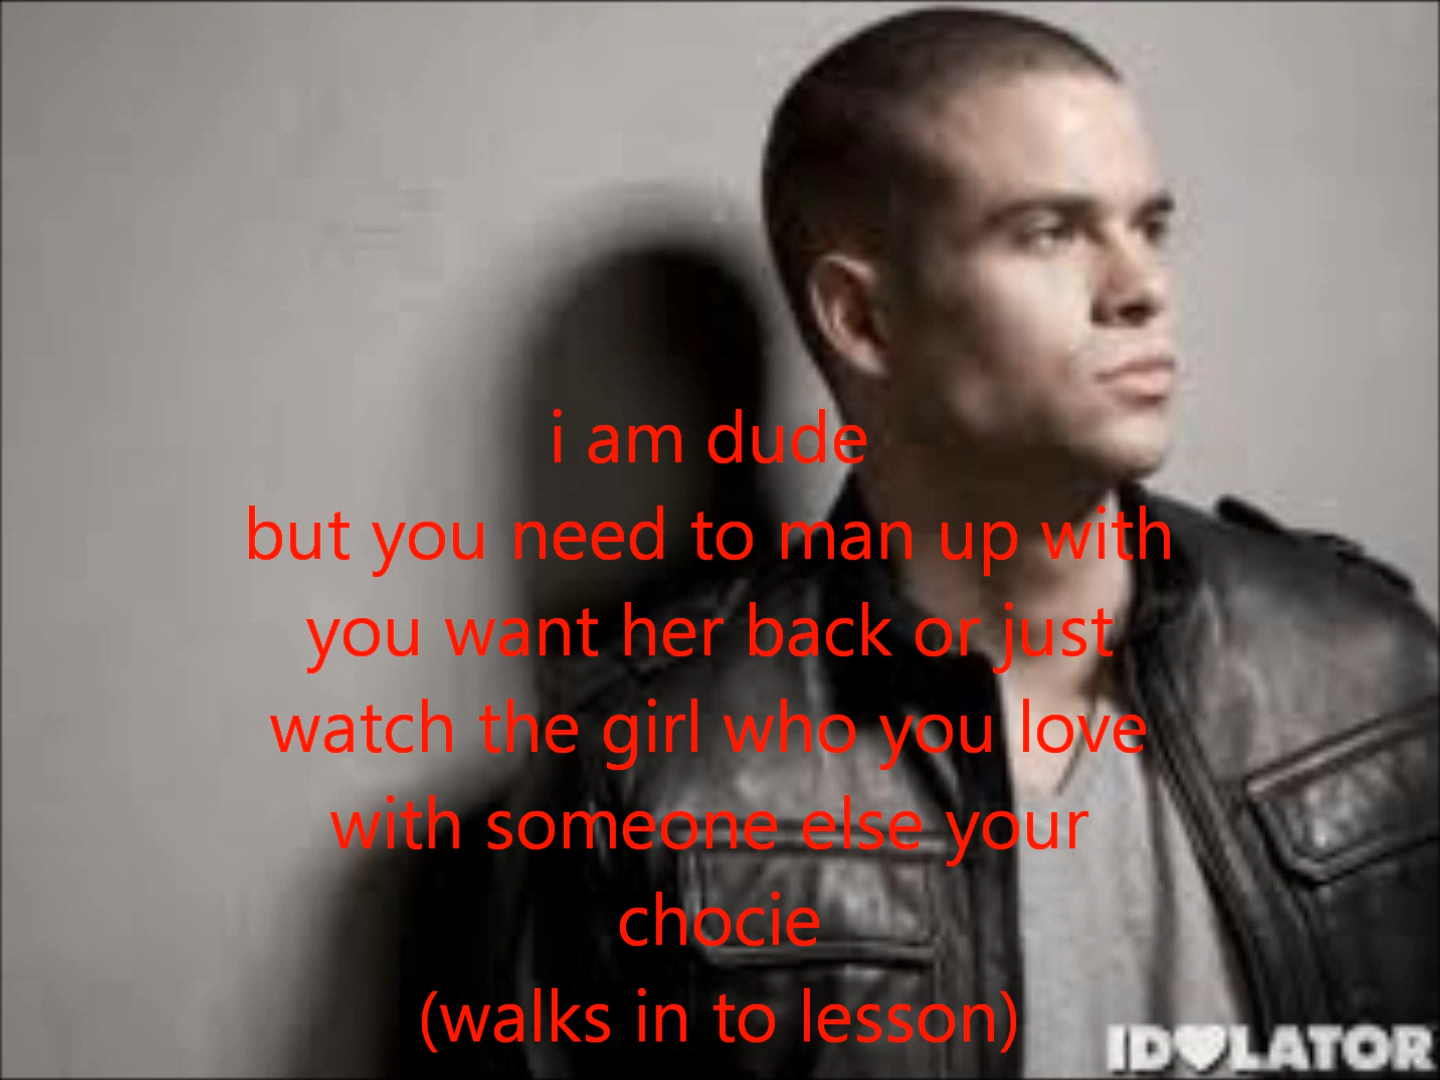 i am dude
but you need to man up with
you want her back or just
watch the girl who you love
with someone else your
chocie
(walks in to lesson)
IDOLATOR